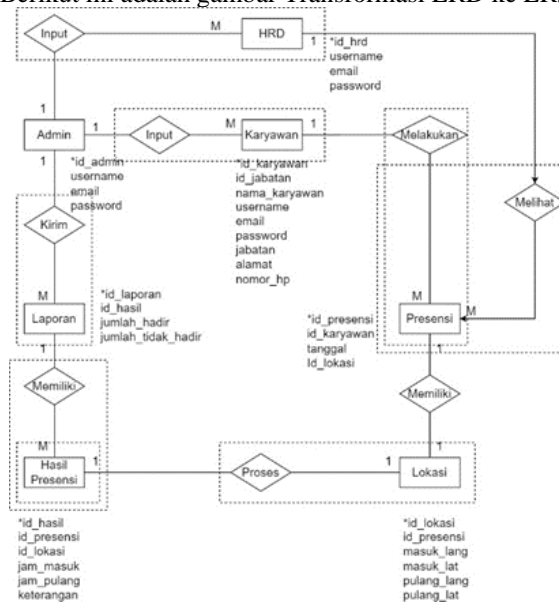 Berikut ini adalah gambar Transformasi ERD ke LRS
Input
M
HRD
1
*id_hrd
username
email
password
1
Admin
1
Input
M
Karyawan
1
Melakukan
1
*id_admin
username
email
password
*id_karyawan
id_jabatan
nama_karyawan
username
email
password
jabatan
alamat
nomor_hp
Melihat
Kirim
M
Laporan
1
*id_laporan
id_hasil
jumlah_hadir
jumlah_tidak_hadir
*id_presensi
id_karyawan
tanggal
Id_lokasi
M
Presensi
M
1
Memiliki
Memiliki
M
Hasil
Presensi
1
Proses
1
1
Lokasi
*id_hasil
id_presensi
id_lokasi
jam_masuk
jam_pulang
keterangan
*id_lokasi
id_presensi
masuk_lang
masuk_lat
pulang_lang
pulang_lat